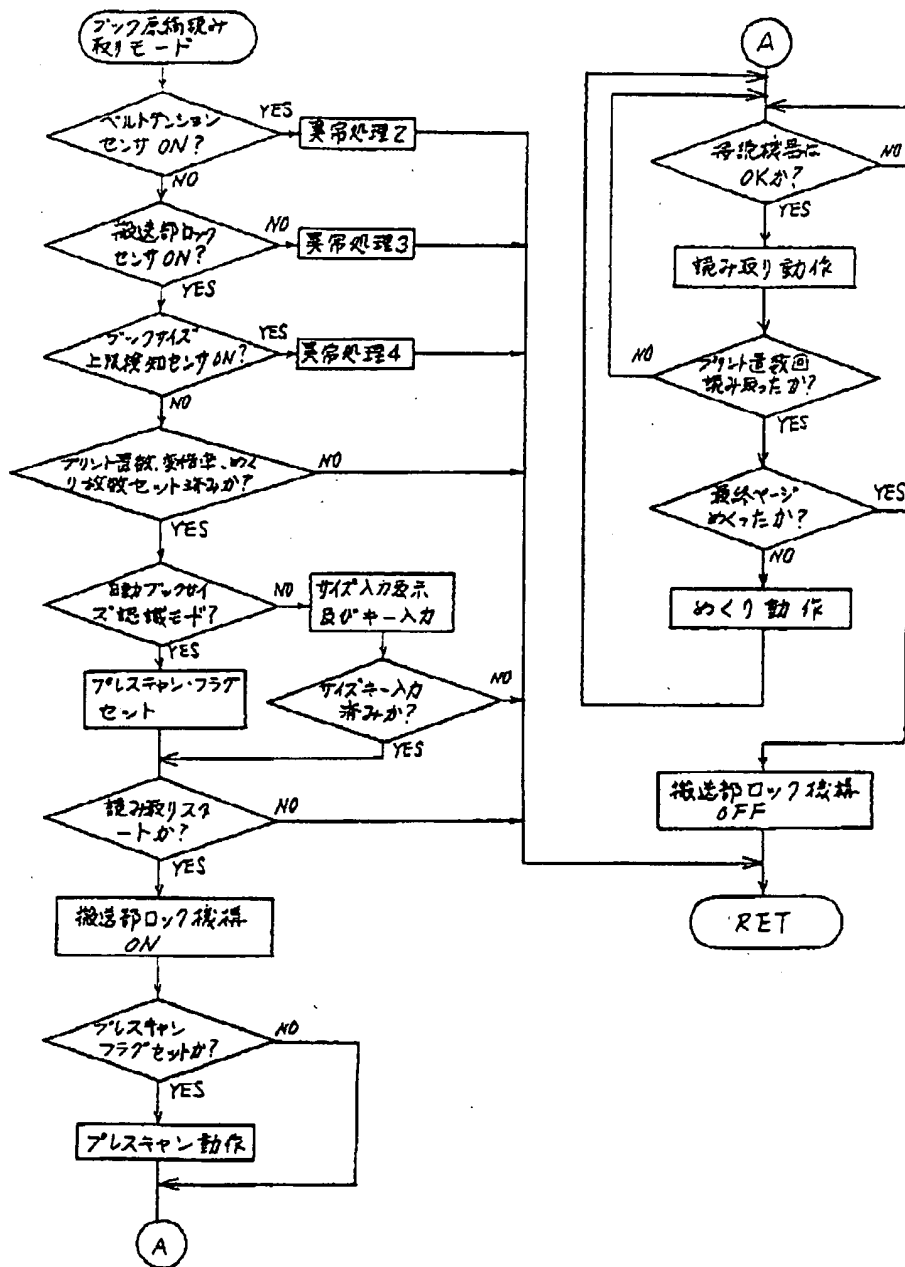 ブック原稿読み
取りモード
ベルトテンション
センサON?
YES
異常処理2
NO
搬送部ロック
センサON?
NO
異常処理3
YES
ブックサイズ
上限検知センサON?
YES
異常処理4
NO
プリント置数、変倍率、めく
り枚数セット済みか?
NO
YES
自動ブックサイ
ズ認識モード?
NO
サイズ入力表示
及びキー入力
YES
プレスキャン・フラグ
セット
サイズキー入力
済みか?
NO
YES
読み取りスタ
ートか?
NO
YES
搬送部ロック機構
ON
プレスキャン
フラグセットか?
NO
YES
プレスキャン動作
A
A
接続機器は
OKか?
NO
YES
読み取り動作
プリント置数回
読み取ったか?
NO
YES
最終ページ
めくったか?
YES
NO
めくり動作
搬送部ロック機構
OFF
RET